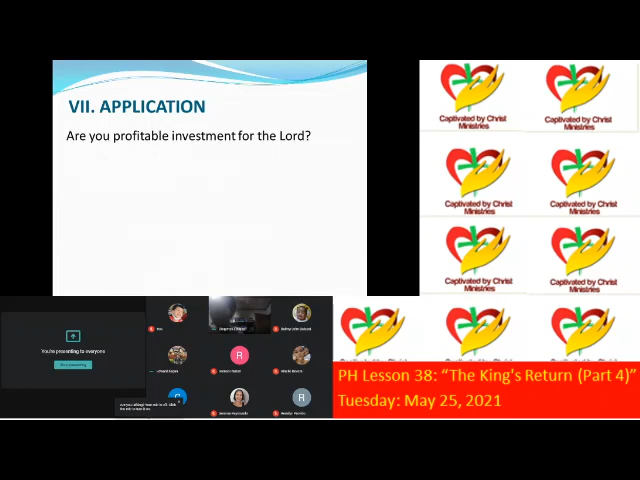 VII. APPLICATION
Are you profitable investment for the Lord?
Captivated by Christ
Ministries
Captivated by Christ
Ministries
Captivated by Christ
Ministries
Captivated by Christ
Ministries
Captivated by Christ
Ministries
Captivated by Christ
Ministries
Captivated by Christ
Captivated by Christ
You're presenting to everyone
R
C
R
PH Lesson 38: “The King's Return (Part 4)”
Tuesday: May 25, 2021